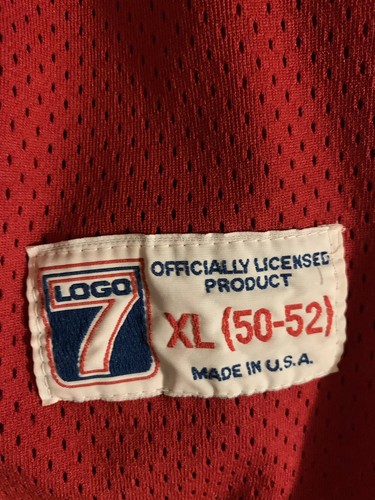 LOGO
7
OFFICIALLY LICENSED
PRODUCT
XL (50-52)
MADE IN U.S.A.